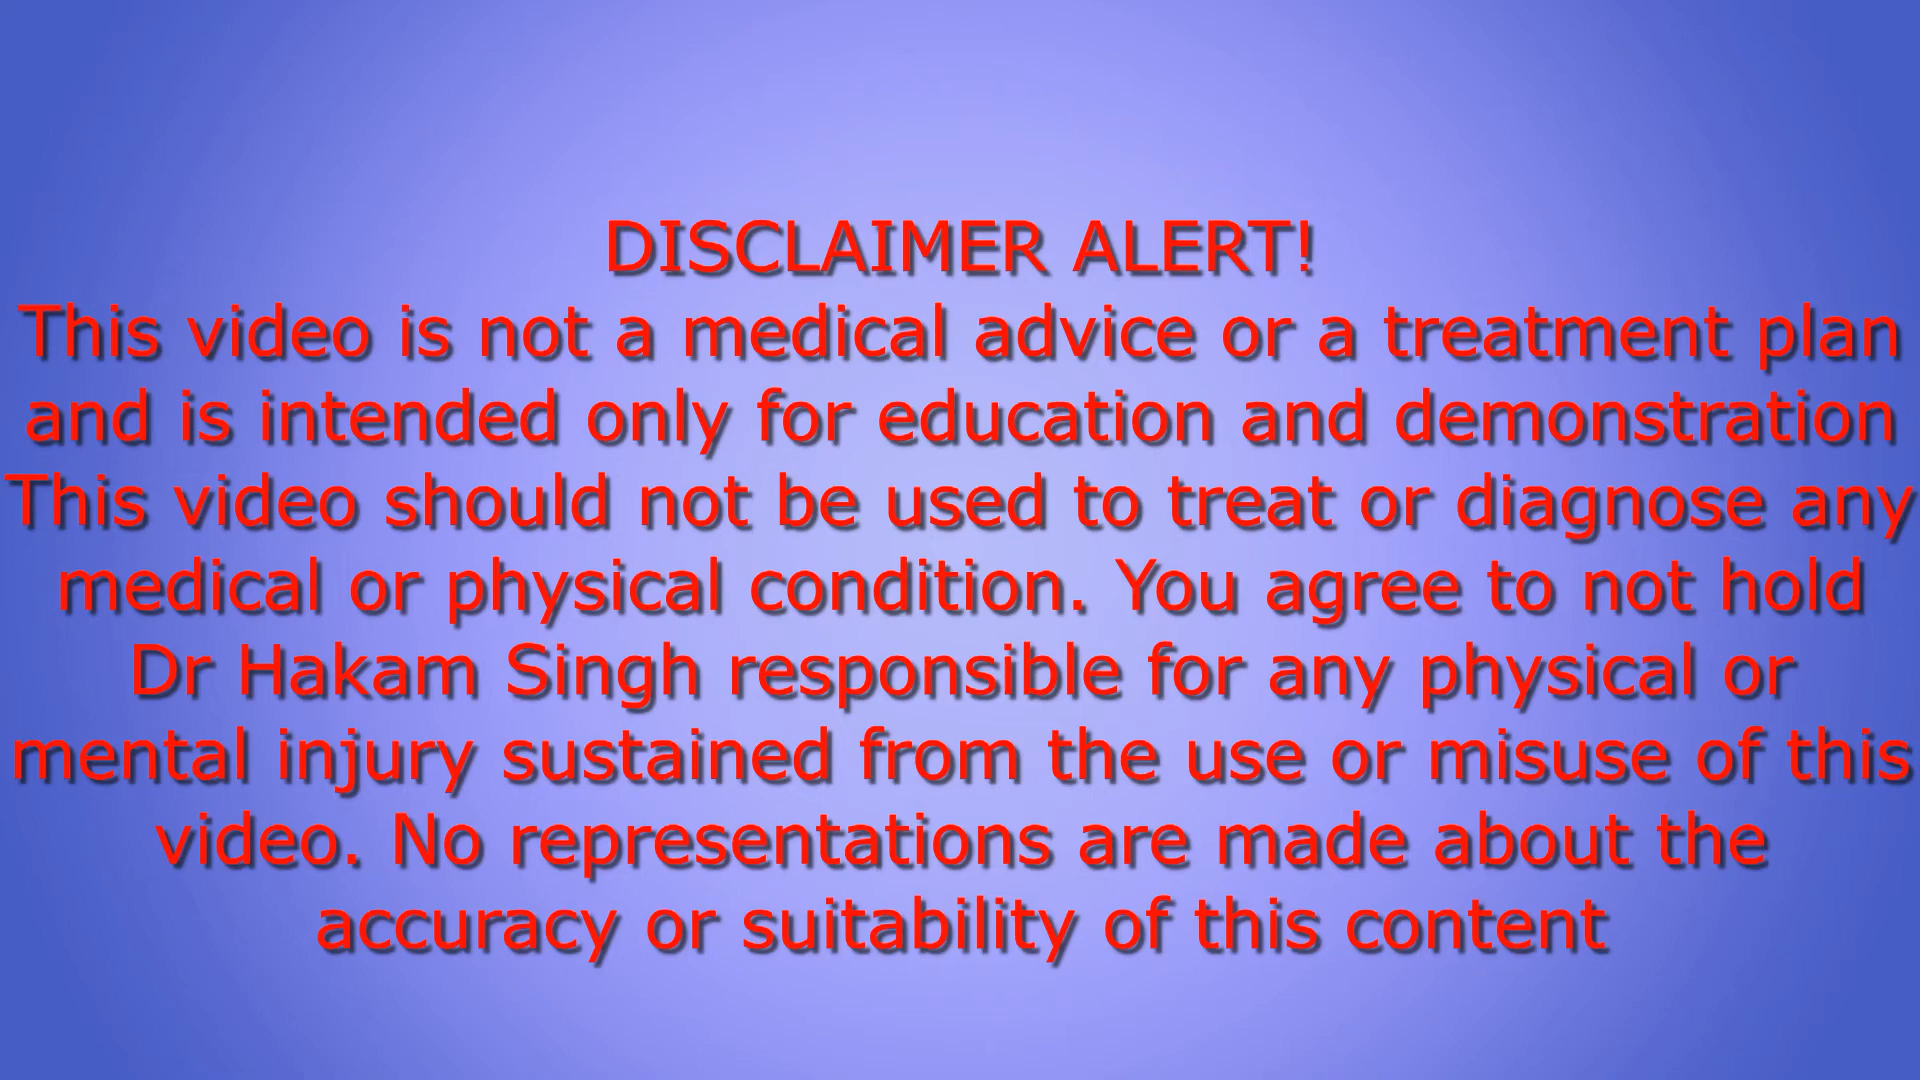 DISCLAIMER ALERT!
This video is not a medical advice or a treatment plan
and is intended only for education and demonstration
This video should not be used to treat or diagnose any
medical or physical condition. You agree to not hold
Dr Hakam Singh responsible for any physical or
mental injury sustained from the use or misuse of this
video. No representations are made about the
accuracy or suitability of this content